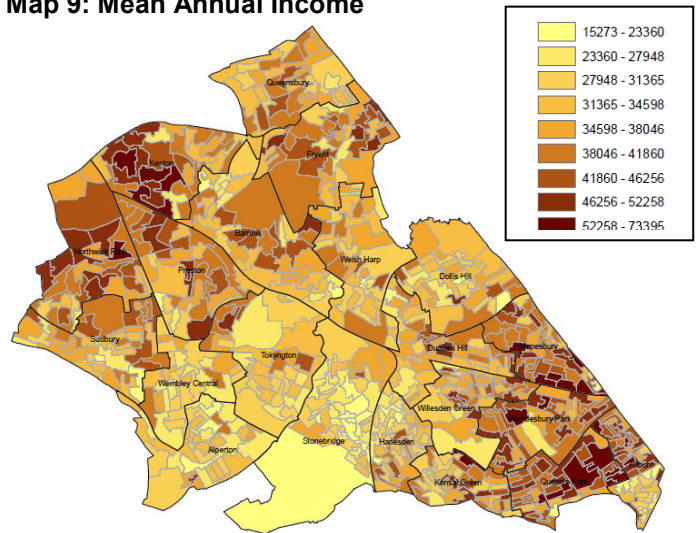 Map 9: Mean Annual Income
15273 - 23360
23360 - 27948
27948 - 31365
31365 - 34598
34598 - 38046
38046 - 41860
41860 - 46256
46256 - 52258
52258 - 73395
Queensbury
Kenton
Fryent
Barnhill
Northwick Park
Welsh Harp
Preston
Dollis Hill
Sudbury
Dudden Hill
Mapesbury
Tokyngton
Wembley Central
Willesden Green
Brondesbury Park
Alperton
Stonebridge
Harlesden
Kilburn
Kensal Green
Queens Park